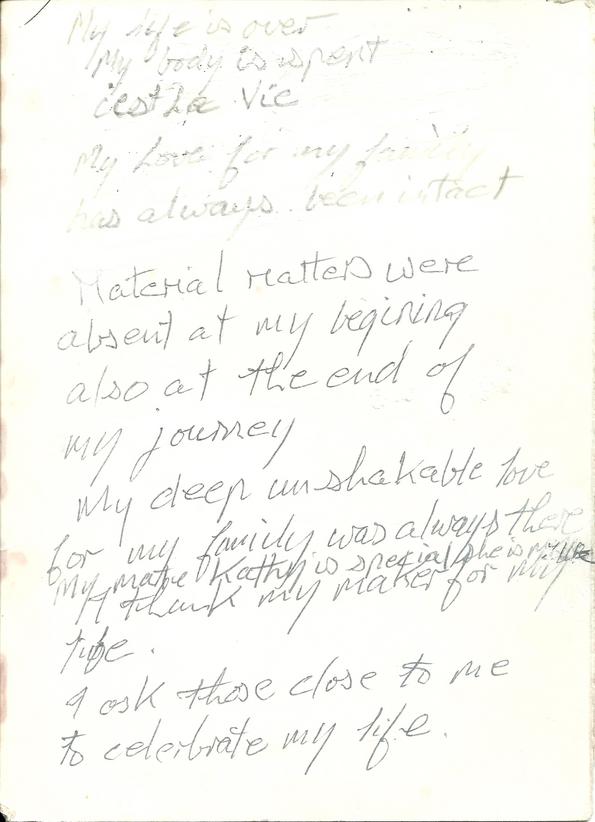 My life is over
My body is spent
c'est La Vie
My Love for my family
has always been intact
Material matters were
absent at my begining
also at the end of
my journey
My deep unshakable love
for my family was always there
My mate Kathy is special she is my life
I thank my maker for my
life.
I ask those close to me
to celerbrate my life.